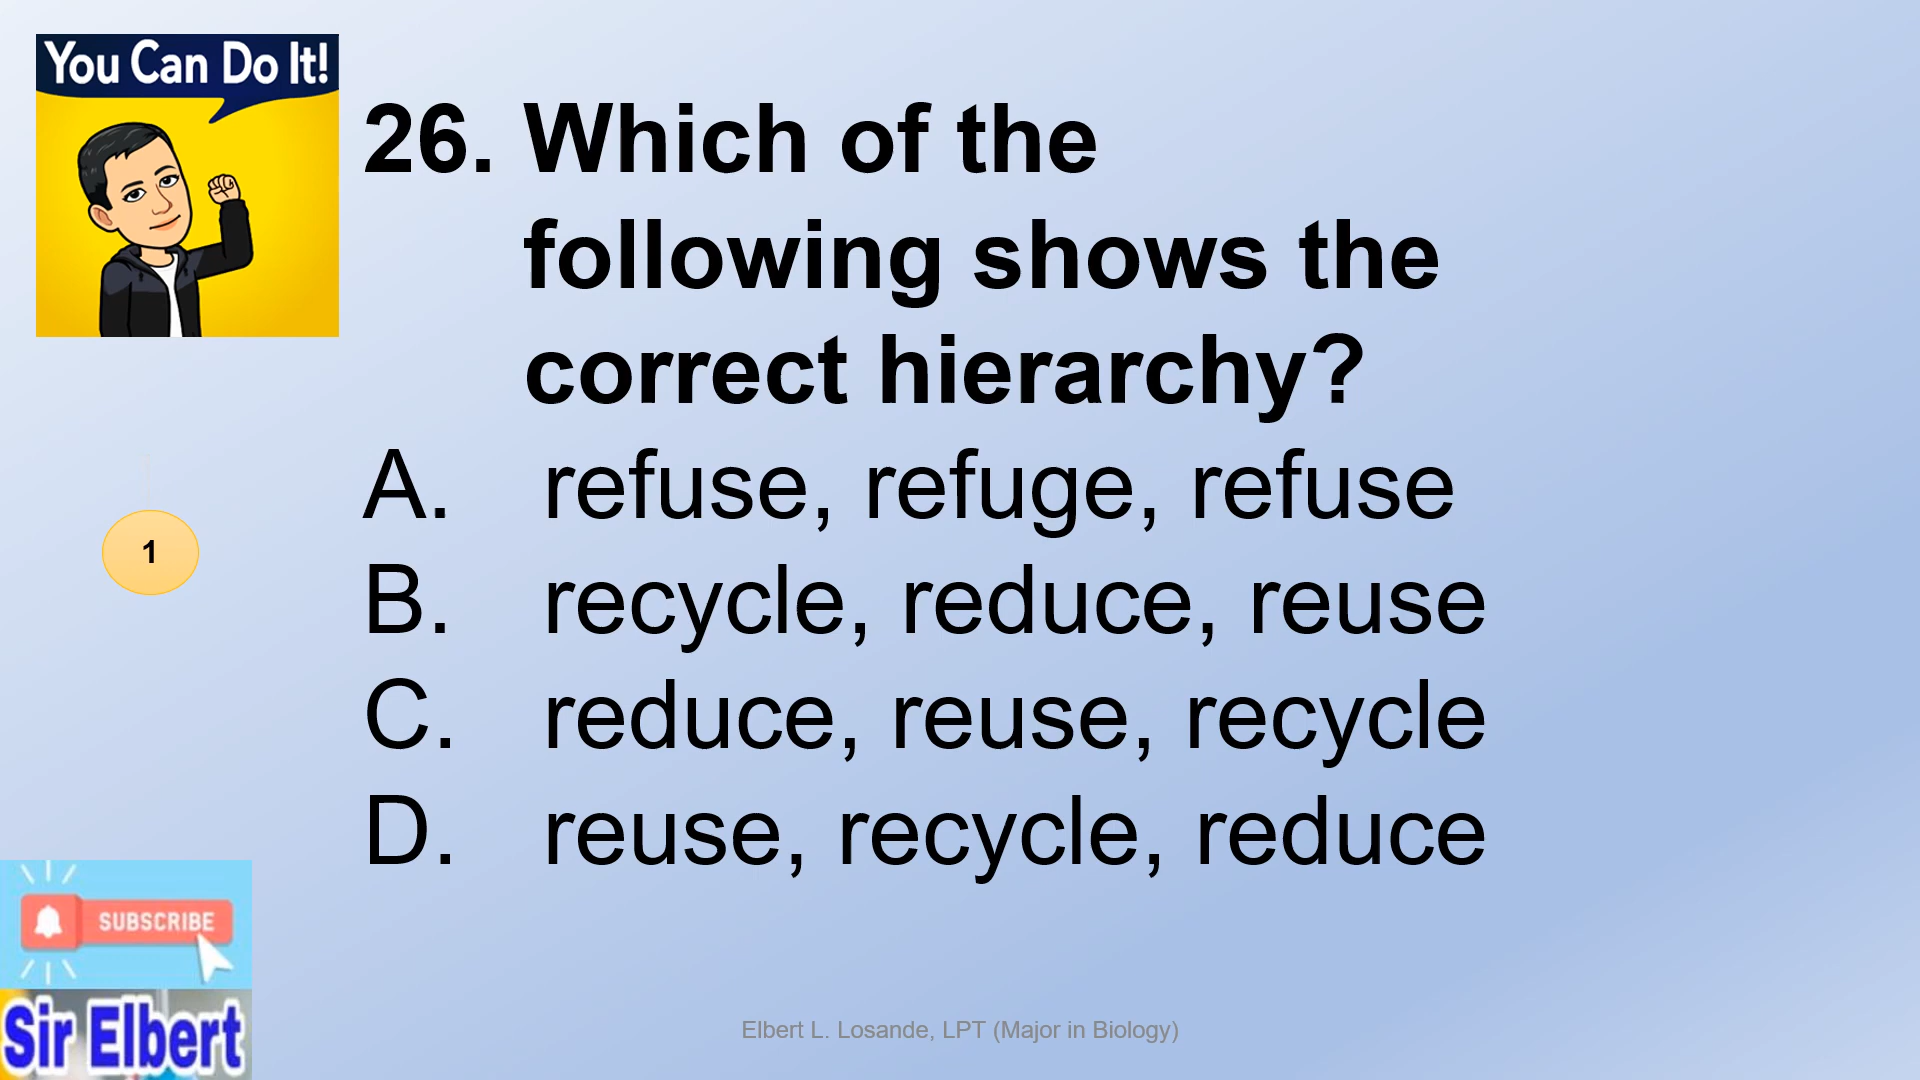 You Can Do It!
26. Which of the
following shows the
correct hierarchy?
A. refuse, refuge, refuse
B. recycle, reduce, reuse
C. reduce, reuse, recycle
D. reuse, recycle, reduce
1
SUBSCRIBE
Sir Elbert
Elbert L. Losande, LPT (Major in Biology)